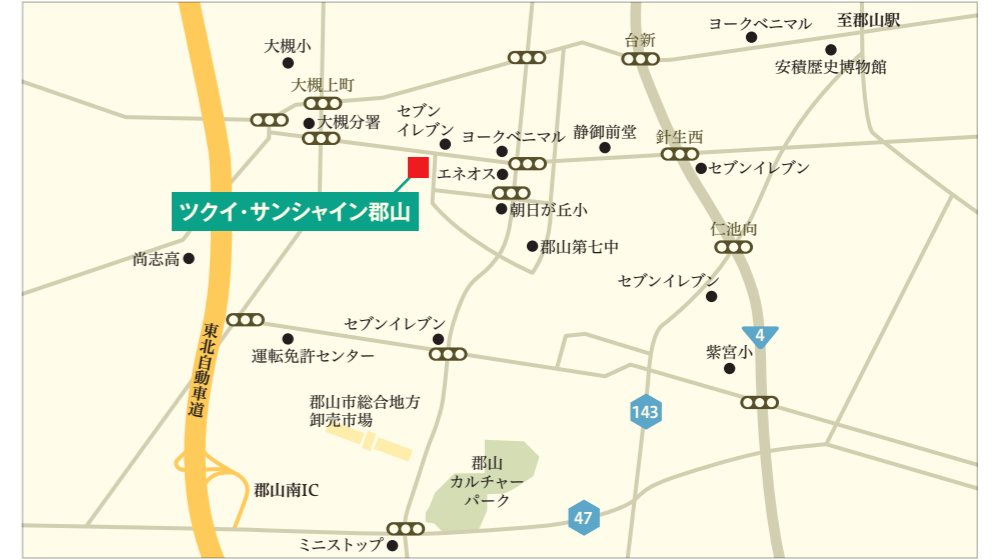 ヨークベニマル
至郡山駅
台新
大槻小
安積歴史博物館
大槻上町
セブン
イレブン
大槻分署
ヨークベニマル
静御前堂
針生西
エネオス
セブンイレブン
ツクイ・サンシャイン郡山
朝日が丘小
仁池向
郡山第七中
尚志高
セブンイレブン
東北自動車道
セブンイレブン
4
運転免許センター
紫宮小
郡山市総合地方
卸売市場
143
郡山
カルチャー
パーク
郡山南IC
47
ミニストップ